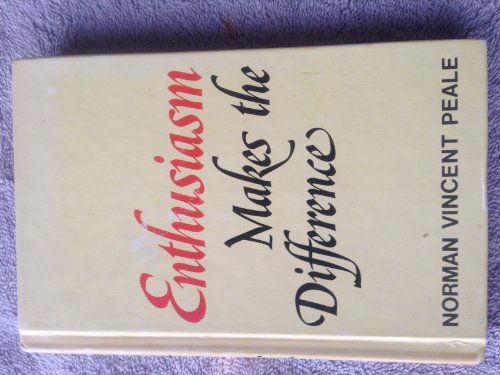 Enthusiasm
Makes the
Difference
NORMAN VINCENT PEALE